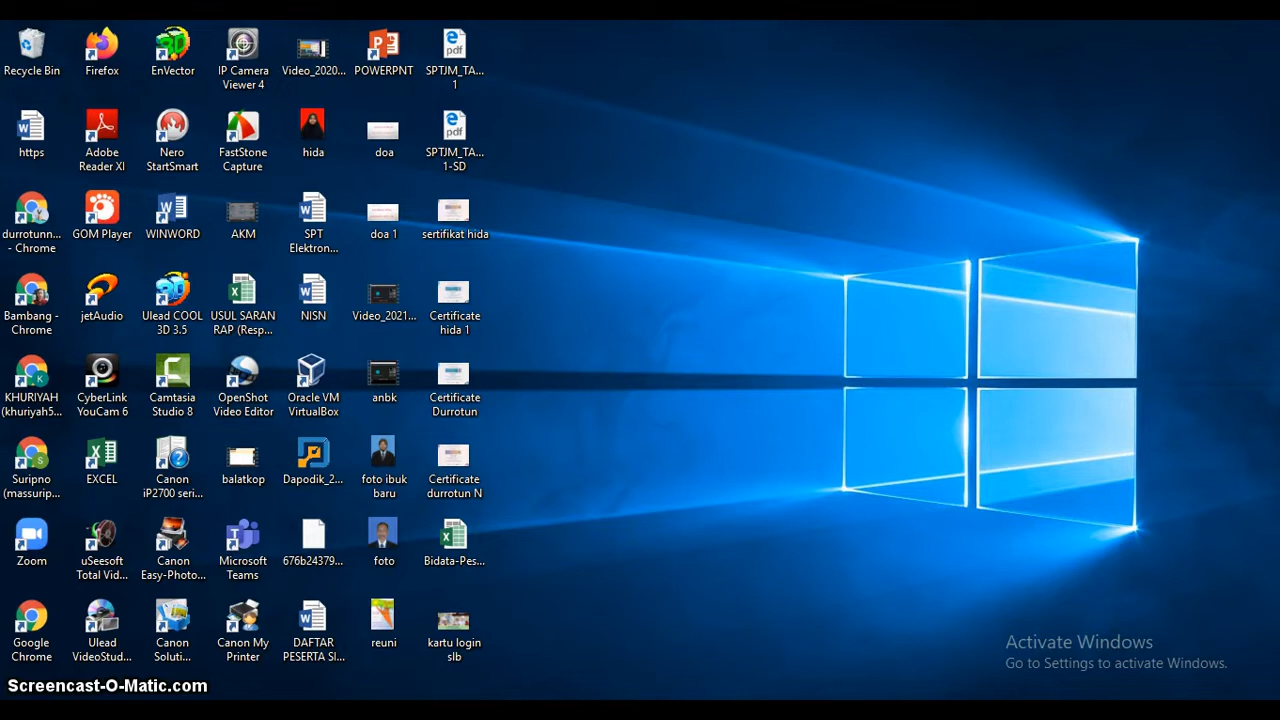 Recycle Bin
Firefox
EnVector
IP Camera
Viewer 4
Video_2020...
POWERPNT
pdf
SPTJM_TA...
1
https
Adobe
Reader XI
Nero
StartSmart
FastStone
Capture
hida
doa
pdf
SPTJM_TA...
1-SD
durrotunn...
- Chrome
GOM Player
WINWORD
AKM
SPT
Elektron...
doa 1
sertifikat hida
Bambang -
Chrome
jetAudio
Ulead COOL
3D 3.5
USUL SARAN
RAP (Resp...
NISN
Video_2021...
Certificate
hida 1
KHURIYAH
(khuriyah5...
CyberLink
YouCam 6
Camtasia
Studio 8
OpenShot
Video Editor
Oracle VM
VirtualBox
anbk
Certificate
Durrotun
Suripno
(massurip...
EXCEL
Canon
iP2700 seri...
balatkop
Dapodik_2...
foto ibuk
baru
Certificate
durrotun N
Zoom
uSeesoft
Total Vid...
Canon
Easy-Photo...
Microsoft
Teams
676b24379...
foto
Bidata-Pes...
Google
Chrome
Ulead
VideoStud...
Canon
Soluti...
Canon My
Printer
DAFTAR
PESERTA SI...
reuni
kartu login
slb
Activate Windows
Go to Settings to activate Windows.
Screencast-O-Matic.com